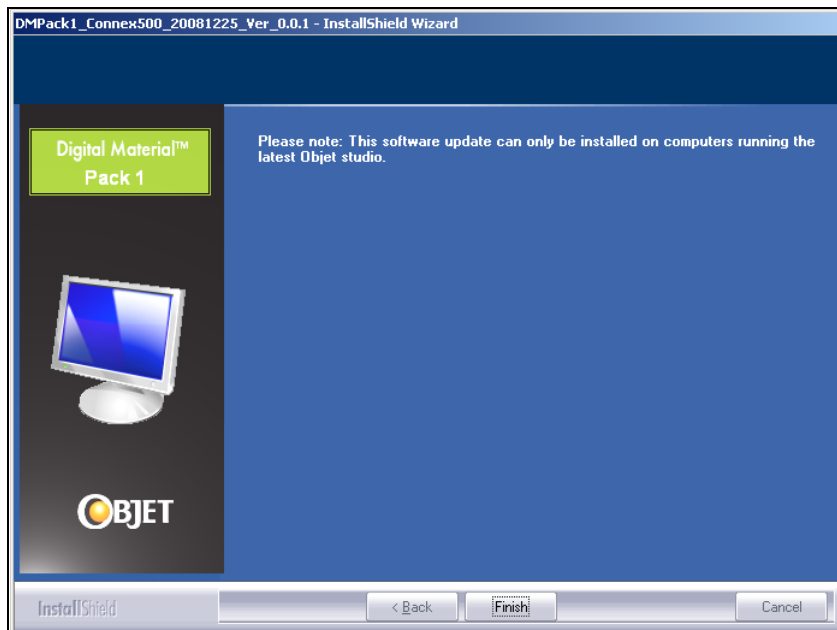 DMPack1_Connex500_20081225_Ver_0.0.1 - InstallShield Wizard
Digital Material™
Pack 1
Please note: This software update can only be installed on computers running the
latest Objet studio.
OBJET
InstallShield
< Back
Finish
Cancel